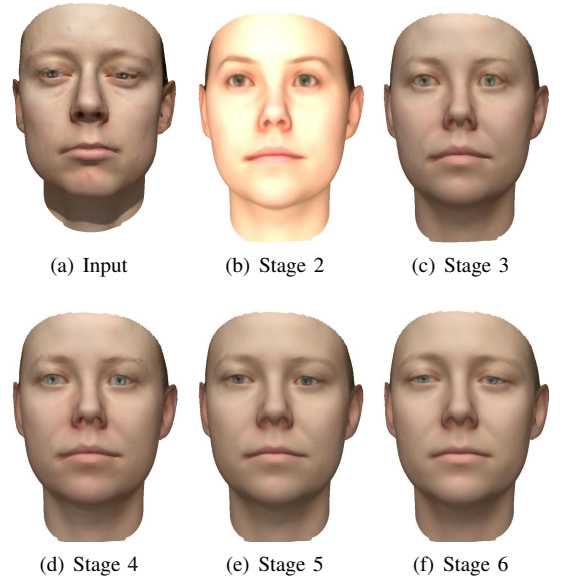 (a) Input
(b) Stage 2
(c) Stage 3
(d) Stage 4
(e) Stage 5
(f) Stage 6